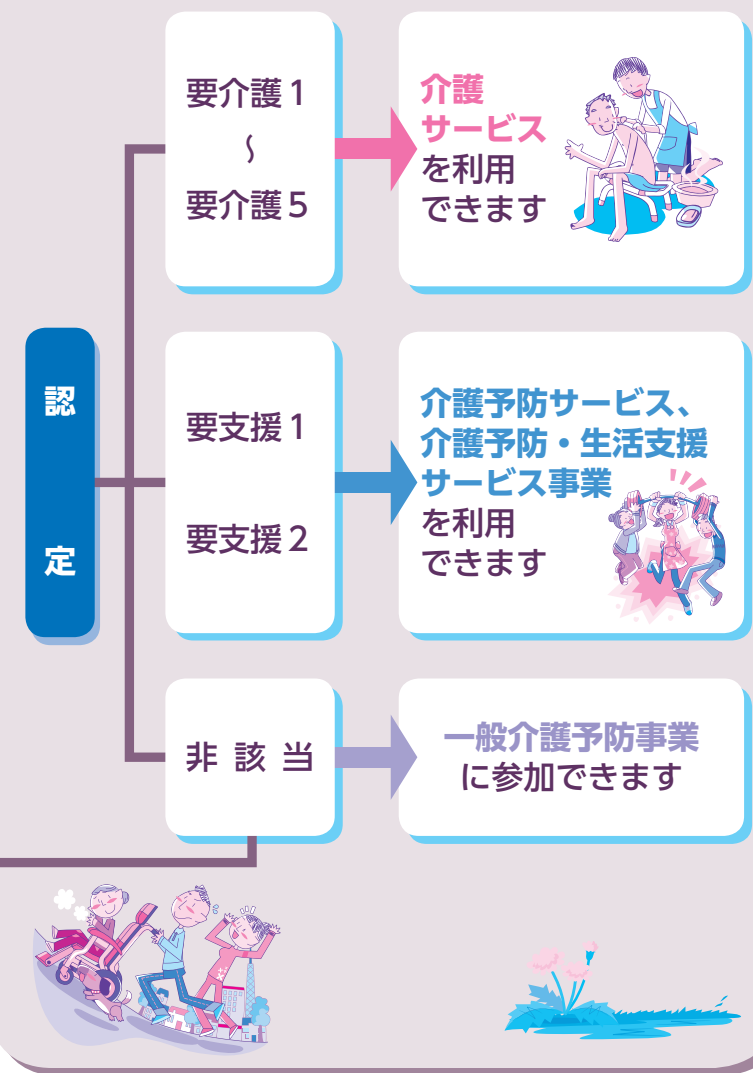 認定
要介護1
〜
要介護5
介護
サービス
を利用
できます
要支援1
要支援2
介護予防サービス、
介護予防・生活支援
サービス事業
を利用
できます
非該当
一般介護予防事業
に参加できます